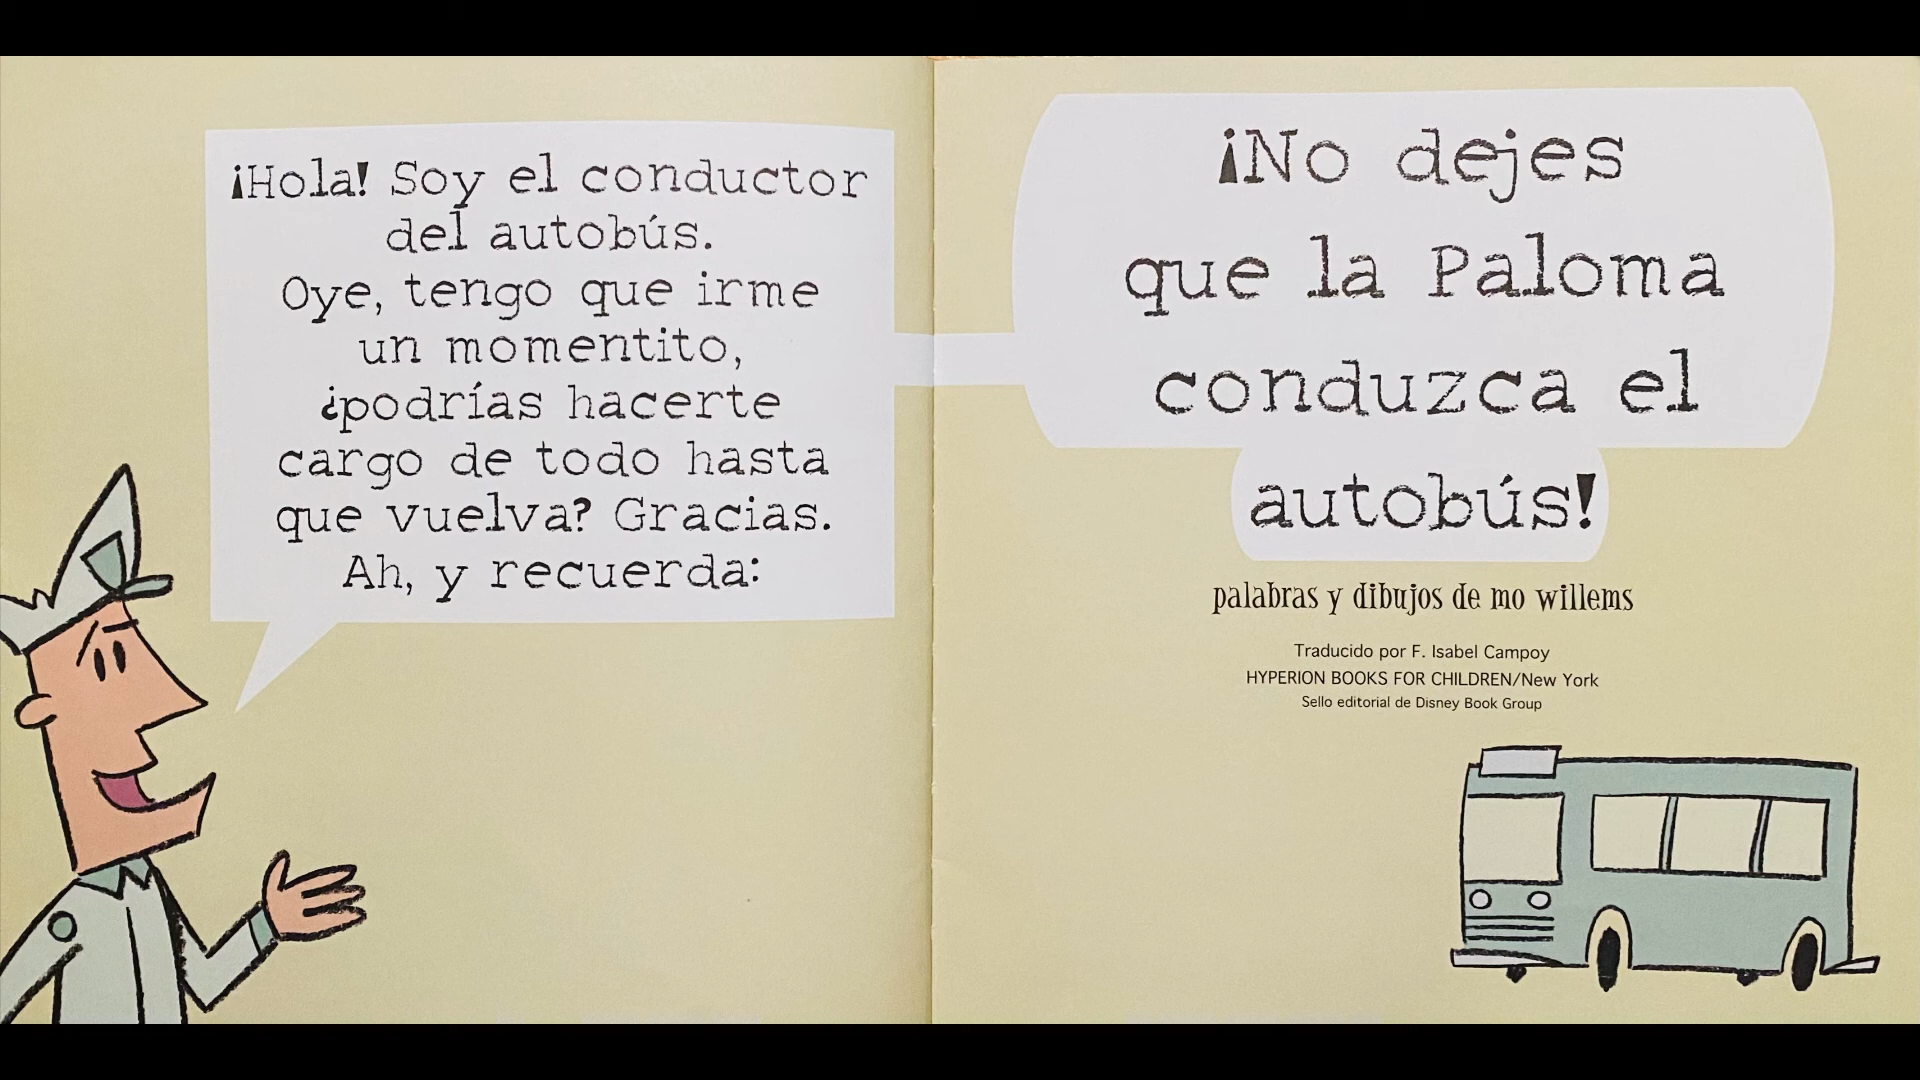 ¡Hola! Soy el conductor
del autobús.
Oye, tengo que irme
un momentito,
¿podrías hacerte
cargo de todo hasta
que vuelva? Gracias.
Ah, y recuerda:
¡No dejes
que la Paloma
conduzca el
autobús!
palabras y dibujos de mo willems
Traducido por F. Isabel Campoy
HYPERION BOOKS FOR CHILDREN/New York
Sello editorial de Disney Book Group